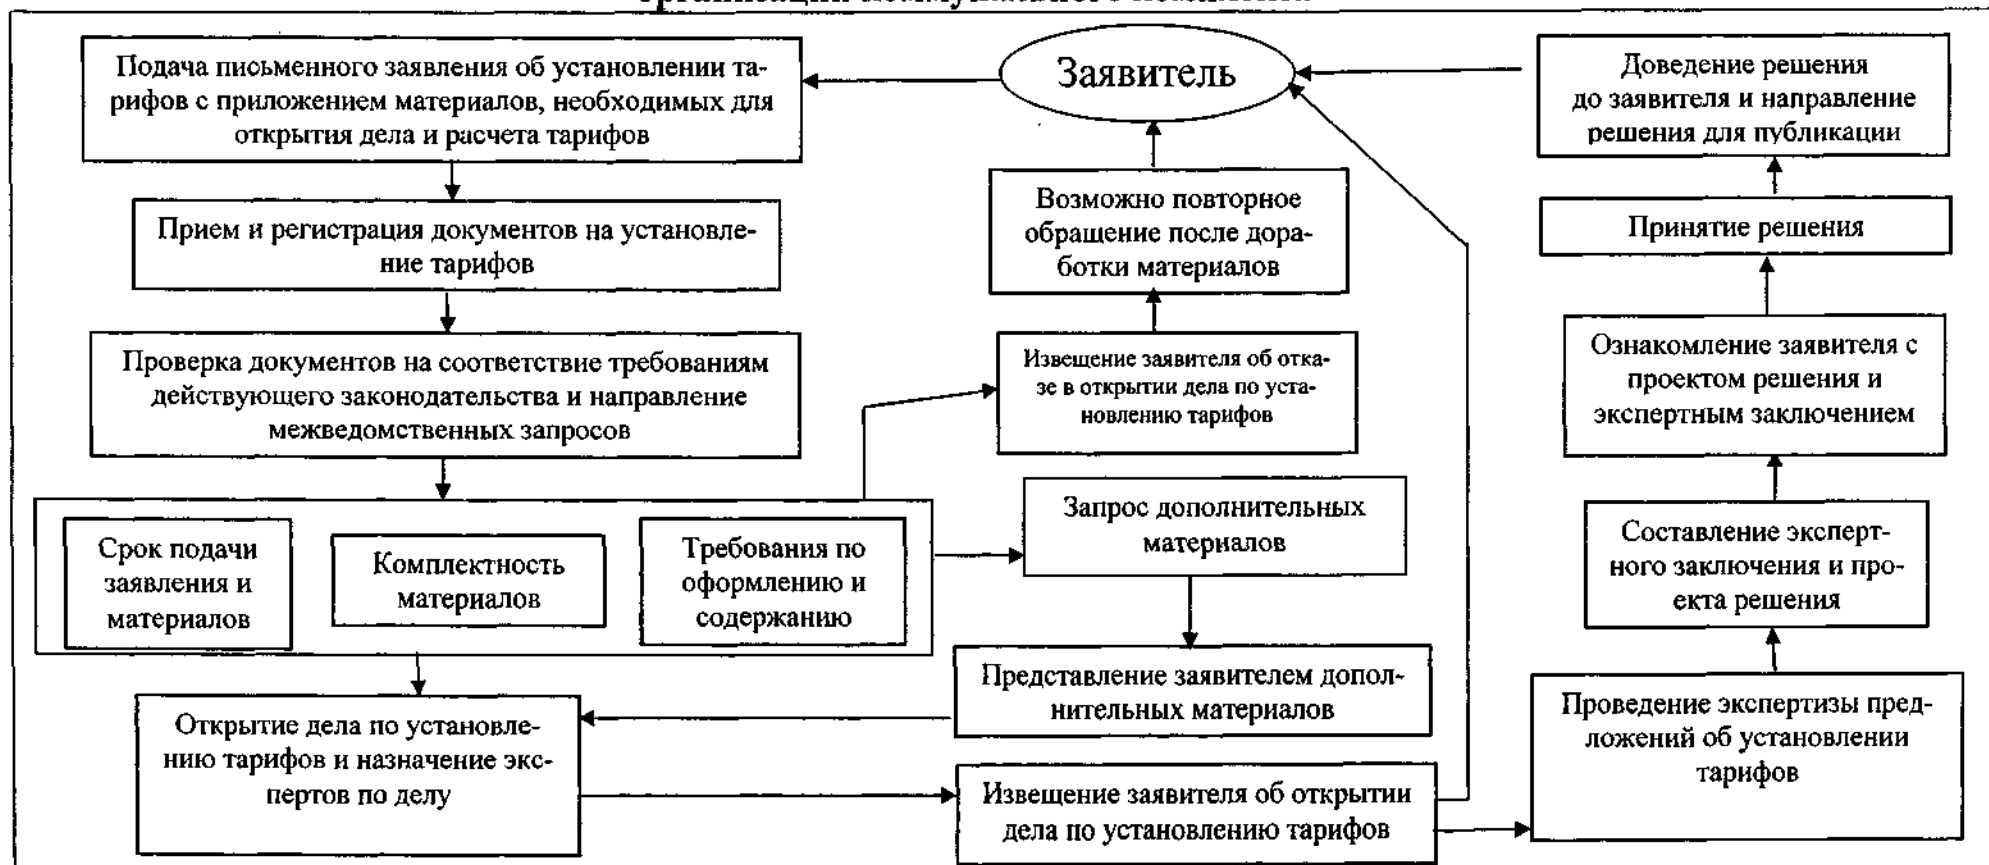 Заявитель
Подача письменного заявления об установлении та-
рифов с приложением материалов, необходимых для
открытия дела и расчета тарифов
Прием и регистрация документов на установле-
ние тарифов
Проверка документов на соответствие требованиям
действующего законодательства и направление
межведомственных запросов
Срок подачи
заявления и
материалов
Комплектность
материалов
Требования по
оформлению и
содержанию
Возможно повторное
обращение после дора-
ботки материалов
Извещение заявителя об отка-
зе в открытии дела по уста-
новлению тарифов
Запрос дополнительных
материалов
Представление заявителем допол-
нительных материалов
Открытие дела по установле-
нию тарифов и назначение экс-
пертов по делу
Извещение заявителя об открытии
дела по установлению тарифов
Проведение экспертизы пред-
ложений об установлении
тарифов
Составление эксперт-
ного заключения и про-
екта решения
Ознакомление заявителя с
проектом решения и
экспертным заключением
Принятие решения
Доведение решения
до заявителя и направление
решения для публикации